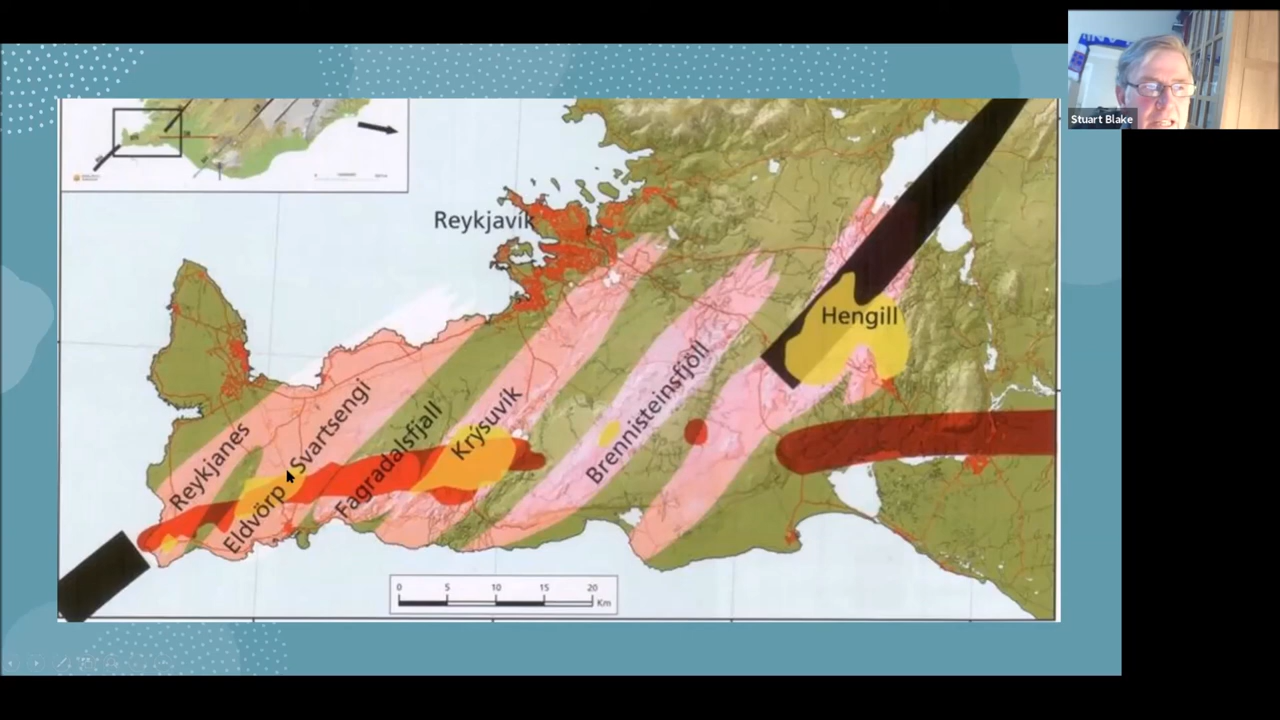 Stuart Blake
Reykjavík
Hengill
Reykjanes
Eldvörp Svartsengi
Fagradalsfjall
Krýsuvík
Brennisteinsfjöll
0 5 10 15 20
Km